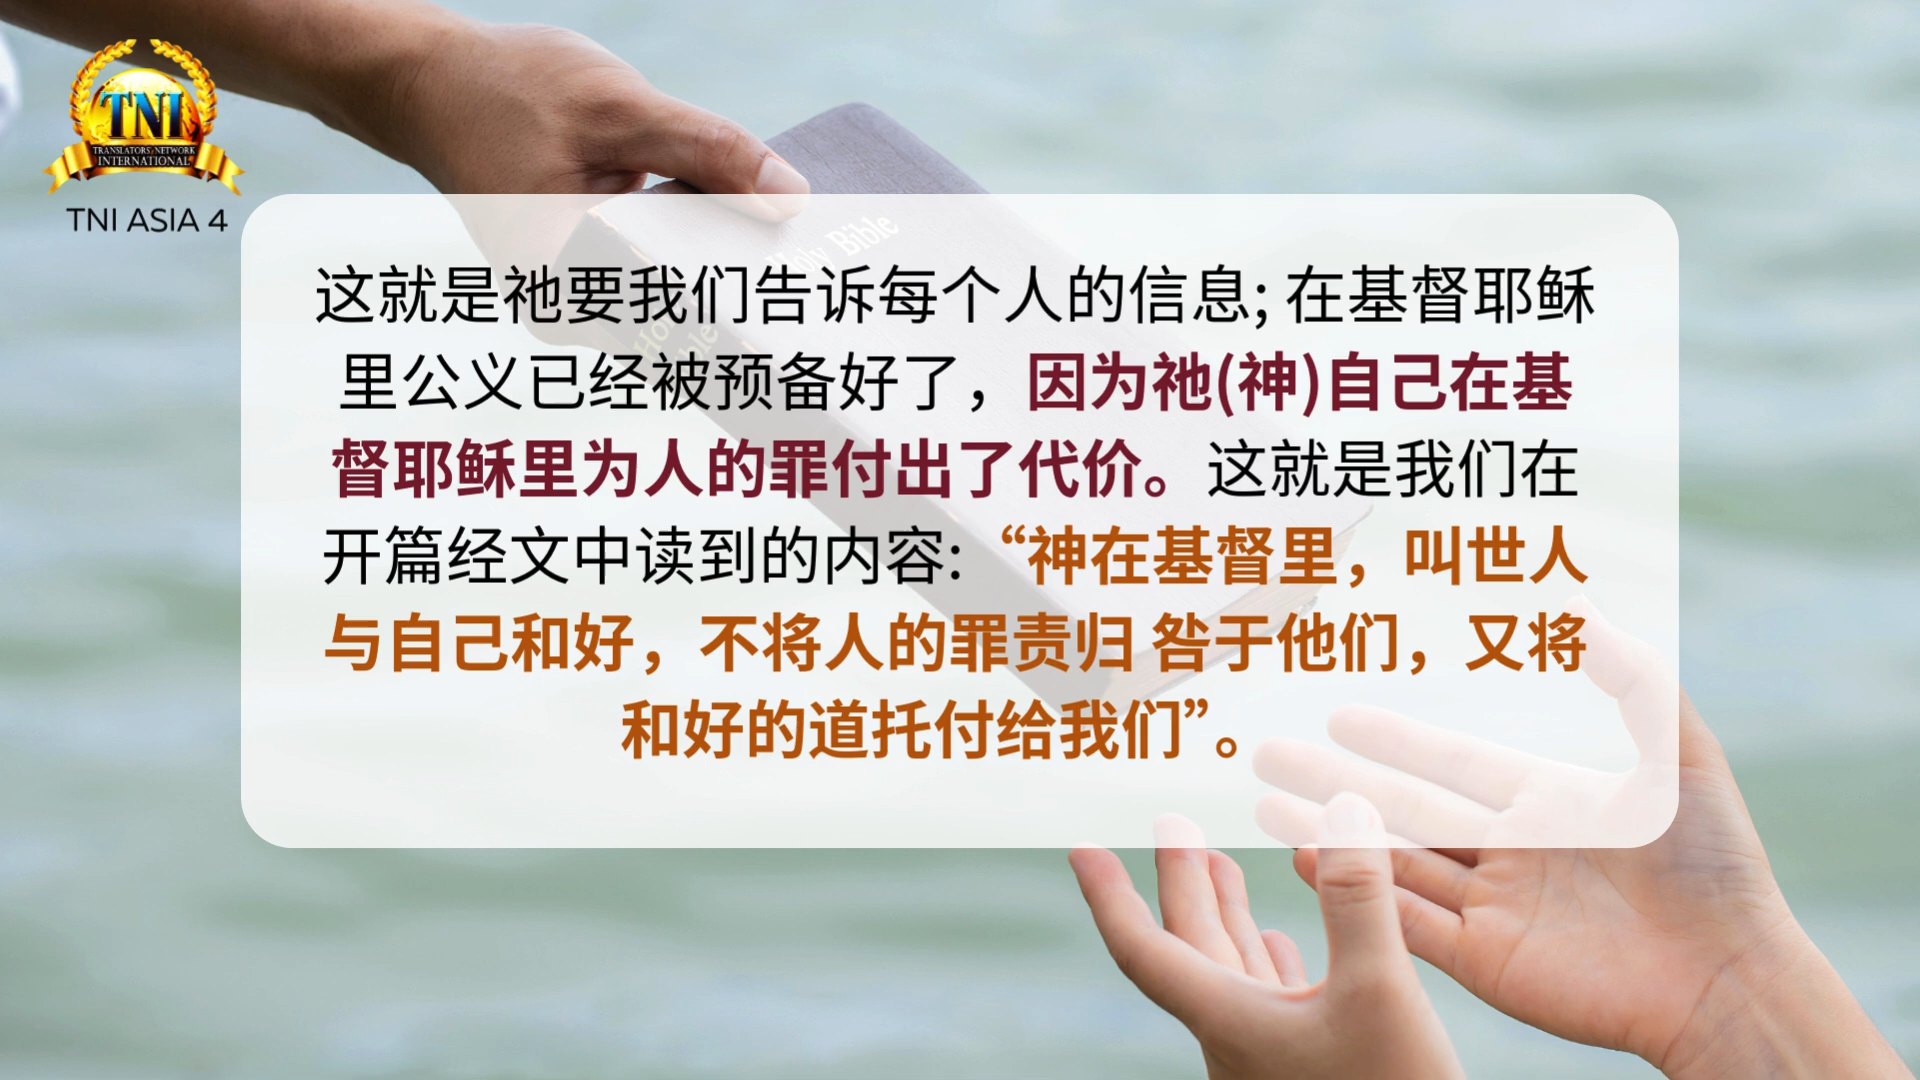 TNI
TRANSLATORS NETWORK
INTERNATIONAL
TNI ASIA 4
Holy Bible
这就是祂要我们告诉每个人的信息; 在基督耶稣
里公义已经被预备好了，因为祂(神)自己在基
督耶稣里为人的罪付出了代价。这就是我们在
开篇经文中读到的内容: “神在基督里，叫世人
与自己和好，不将人的罪责归 咎于他们，又将
和好的道托付给我们”。